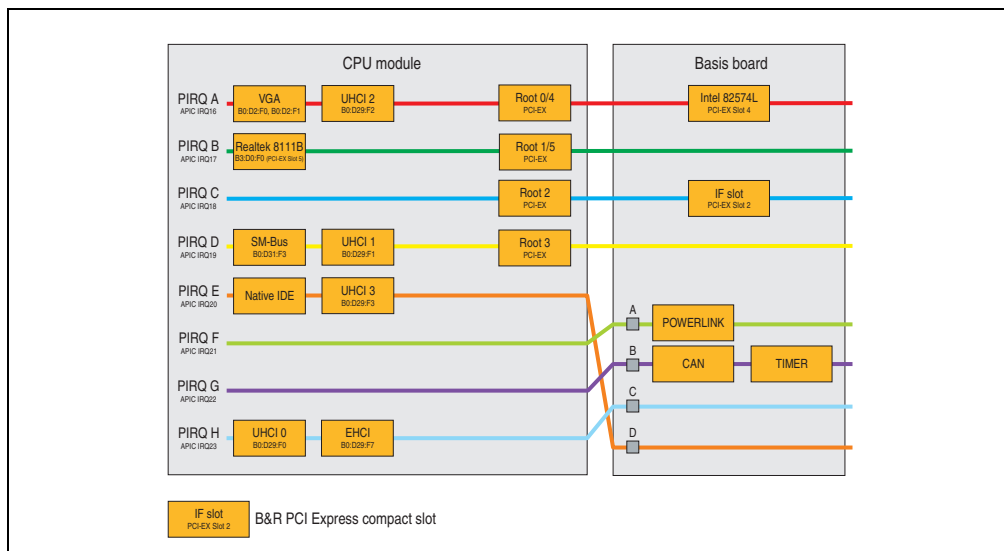 CPU module
Basis board
PIRQ A
APIC IRQ16
VGA
B0:D2:F0, B0:D2:F1
UHCI 2
B0:D29:F2
Root 0/4
PCI-EX
Intel 82574L
PCI-EX Slot 4
PIRQ B
APIC IRQ17
Realtek 8111B
B3:D0:F0 (PCI-EX Slot 5)
Root 1/5
PCI-EX
PIRQ C
APIC IRQ18
Root 2
PCI-EX
IF slot
PCI-EX Slot 2
PIRQ D
APIC IRQ19
SM-Bus
B0:D31:F3
UHCI 1
B0:D29:F1
Root 3
PCI-EX
PIRQ E
APIC IRQ20
Native IDE
UHCI 3
B0:D29:F3
A
POWERLINK
PIRQ F
APIC IRQ21
B
CAN
TIMER
PIRQ G
APIC IRQ22
C
PIRQ H
APIC IRQ23
UHCI 0
B0:D29:F0
EHCI
B0:D29:F7
D
IF slot
PCI-EX Slot 2
B&R PCI Express compact slot